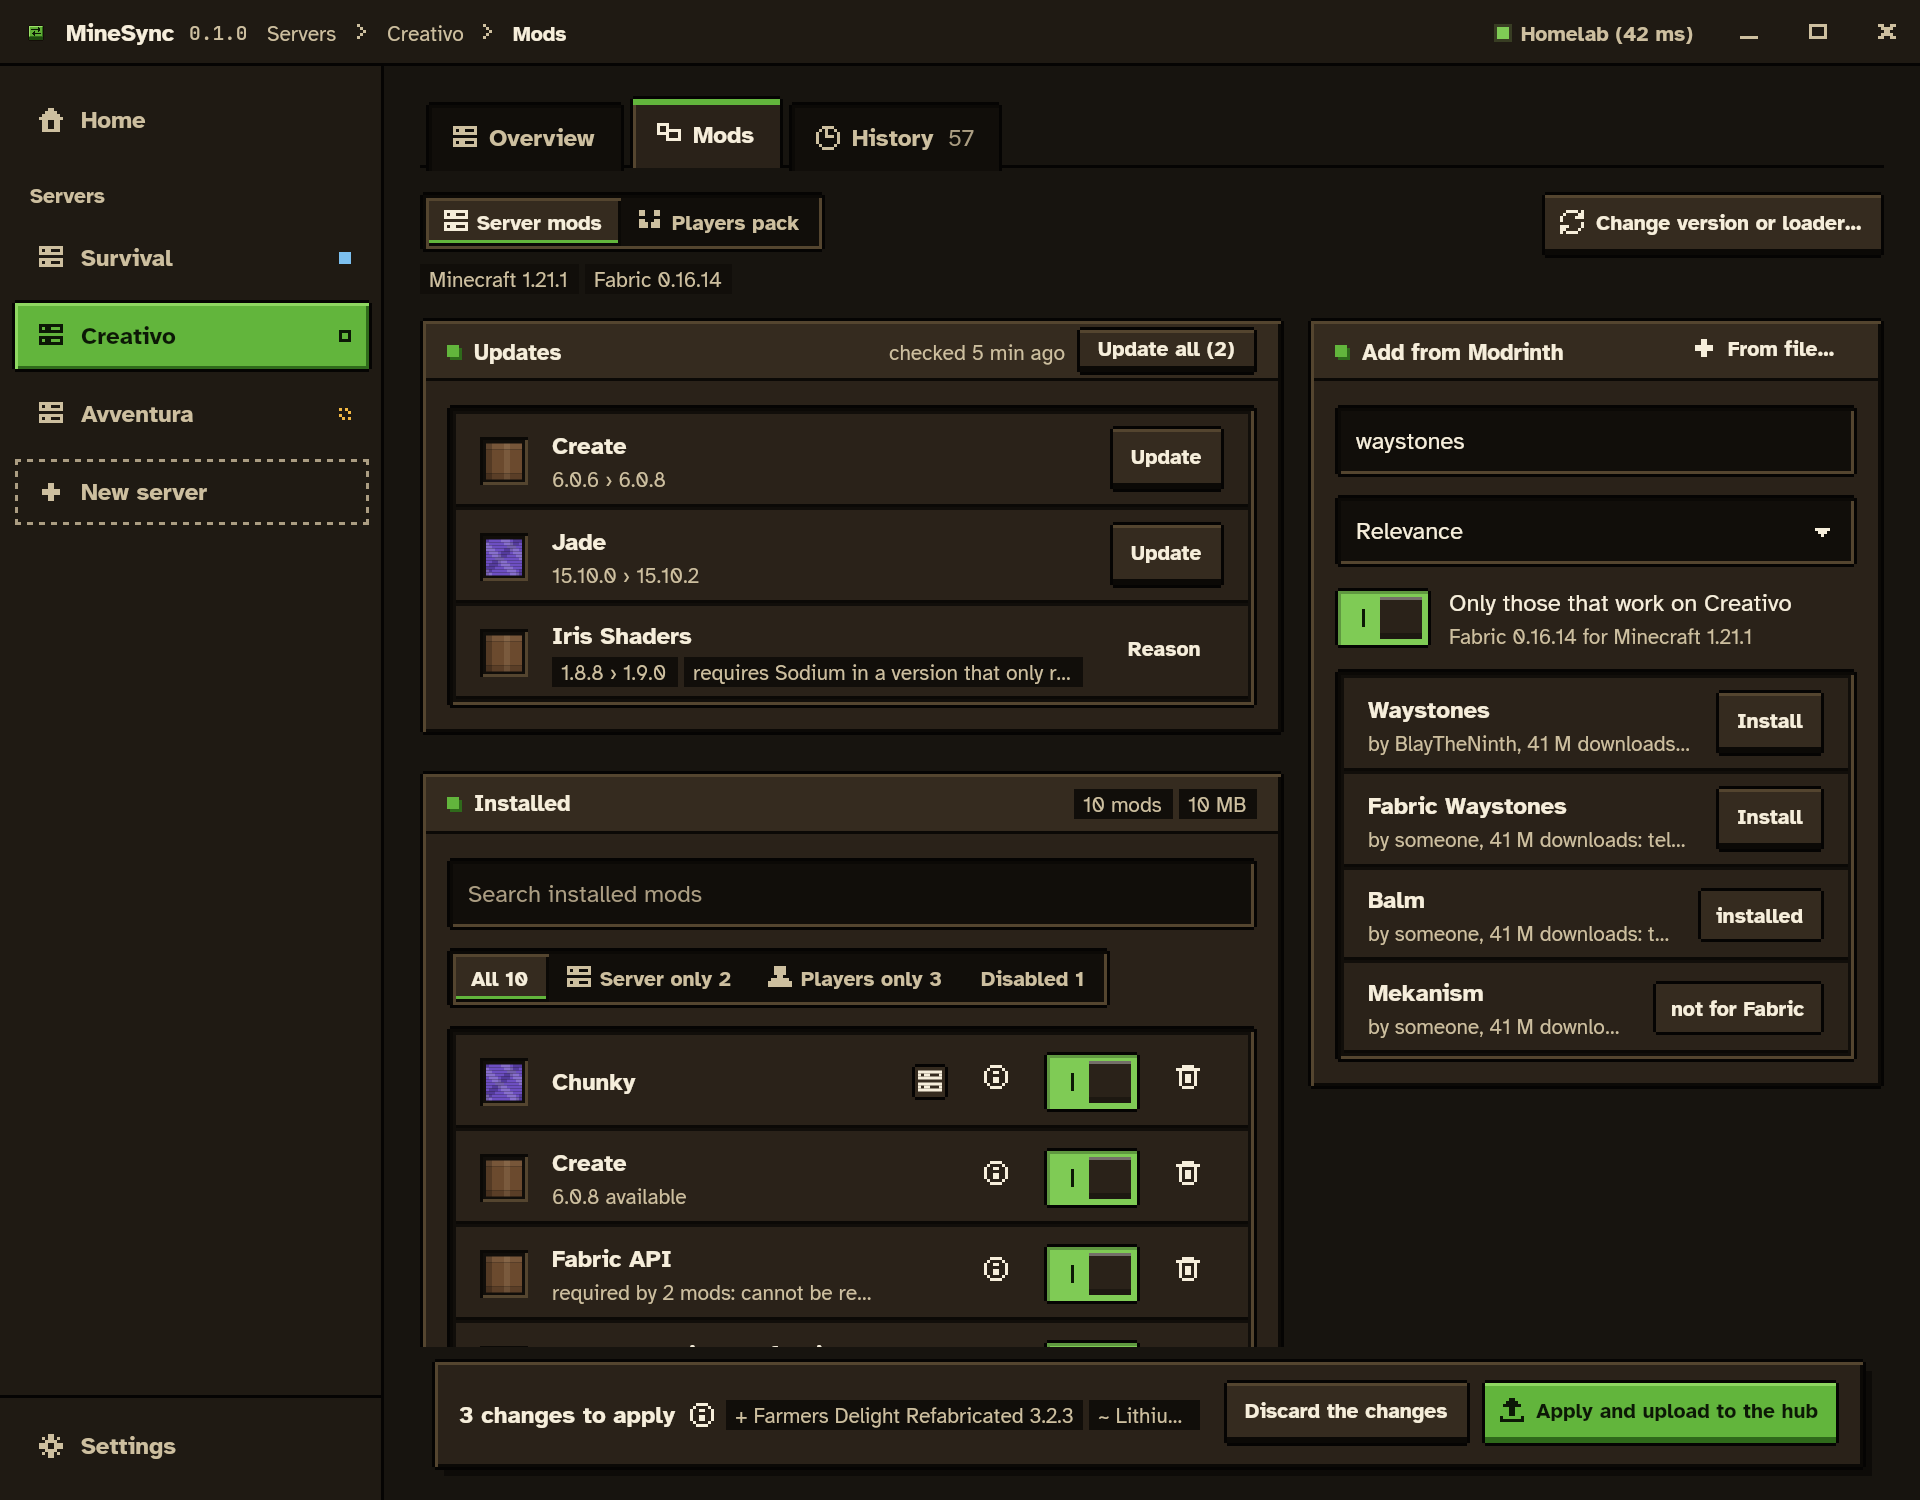 MineSync 0.1.0 Servers Creativo Mods
Homelab (42 ms)
Home
Servers
Survival
Creativo
Avventura
New server
Settings
Overview
Mods
History 57
Server mods
Players pack
Change version or loader...
Minecraft 1.21.1
Fabric 0.16.14
Updates
checked 5 min ago
Update all (2)
Create
6.0.6 › 6.0.8
Update
Jade
15.10.0 › 15.10.2
Update
Iris Shaders
1.8.8 › 1.9.0
requires Sodium in a version that only r...
Reason
Installed
10 mods
10 MB
Search installed mods
All 10
Server only 2
Players only 3
Disabled 1
Chunky
Create
6.0.8 available
Fabric API
required by 2 mods: cannot be re...
Add from Modrinth
From file...
waystones
Relevance
Only those that work on Creativo
Fabric 0.16.14 for Minecraft 1.21.1
Waystones
by BlayTheNinth, 41 M downloads...
Install
Fabric Waystones
by someone, 41 M downloads: tel...
Install
Balm
by someone, 41 M downloads: t...
installed
Mekanism
by someone, 41 M downlo...
not for Fabric
3 changes to apply
+ Farmers Delight Refabricated 3.2.3
~ Lithiu...
Discard the changes
Apply and upload to the hub